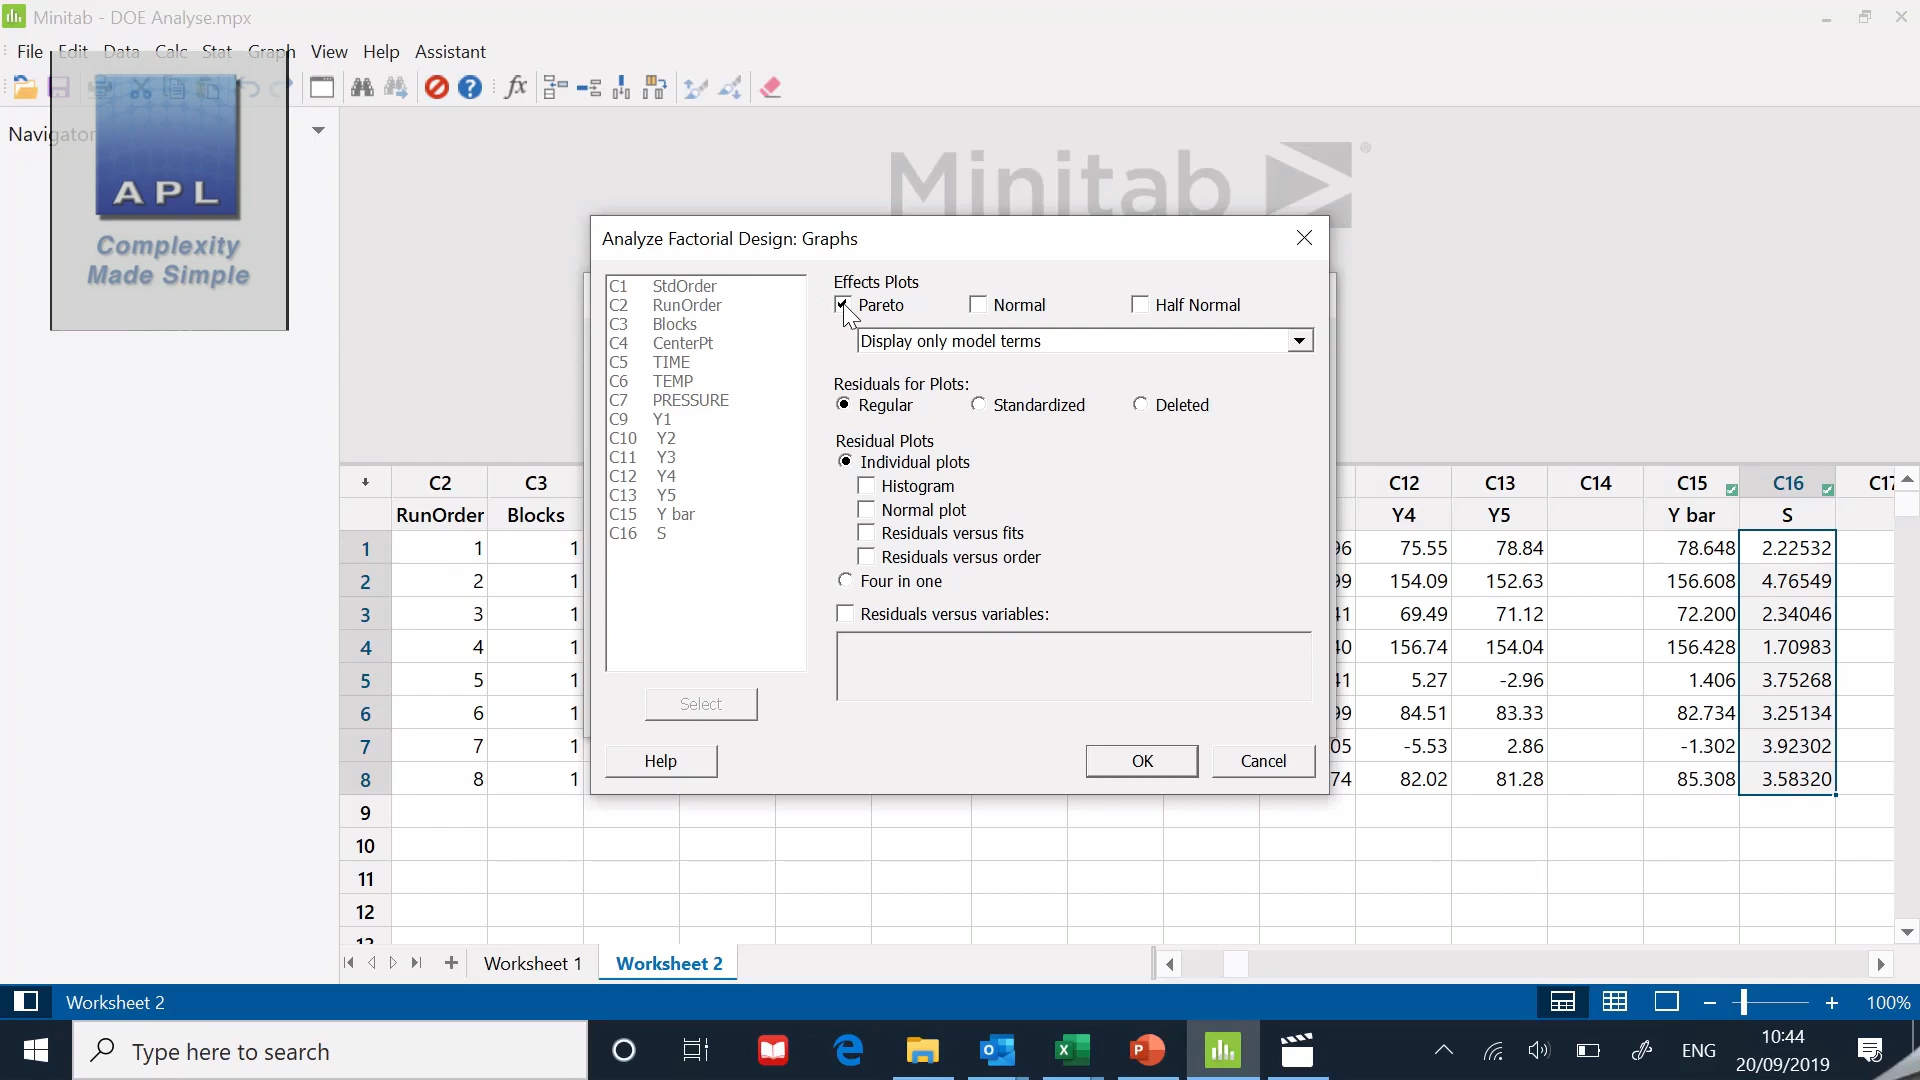 Minitab - DOE Analyse.mpx
File Edit Data Calc Stat Graph View Help Assistant
Navigator
APL
Complexity
Made Simple
Minitab
Analyze Factorial Design: Graphs
C1 StdOrder
C2 RunOrder
C3 Blocks
C4 CenterPt
C5 TIME
C6 TEMP
C7 PRESSURE
C9 Y1
C10 Y2
C11 Y3
C12 Y4
C13 Y5
C15 Y bar
C16 S
Select
Help
Effects Plots
Pareto Normal Half Normal
Display only model terms
Residuals for Plots:
Regular Standardized Deleted
Residual Plots
Individual plots
Histogram
Normal plot
Residuals versus fits
Residuals versus order
Four in one
Residuals versus variables:
OK Cancel
C2 C3 C12 C13 C14 C15 C16 C17
RunOrder Blocks Y4 Y5 Y bar S
1 1 1 96 75.55 78.84 78.648 2.22532
2 2 1 99 154.09 152.63 156.608 4.76549
3 3 1 41 69.49 71.12 72.200 2.34046
4 4 1 40 156.74 154.04 156.428 1.70983
5 5 1 41 5.27 -2.96 1.406 3.75268
6 6 1 99 84.51 83.33 82.734 3.25134
7 7 1 05 -5.53 2.86 -1.302 3.92302
8 8 1 74 82.02 81.28 85.308 3.58320
9
10
11
12
13
Worksheet 1 Worksheet 2
Worksheet 2 100%
Type here to search
ENG
10:44
20/09/2019